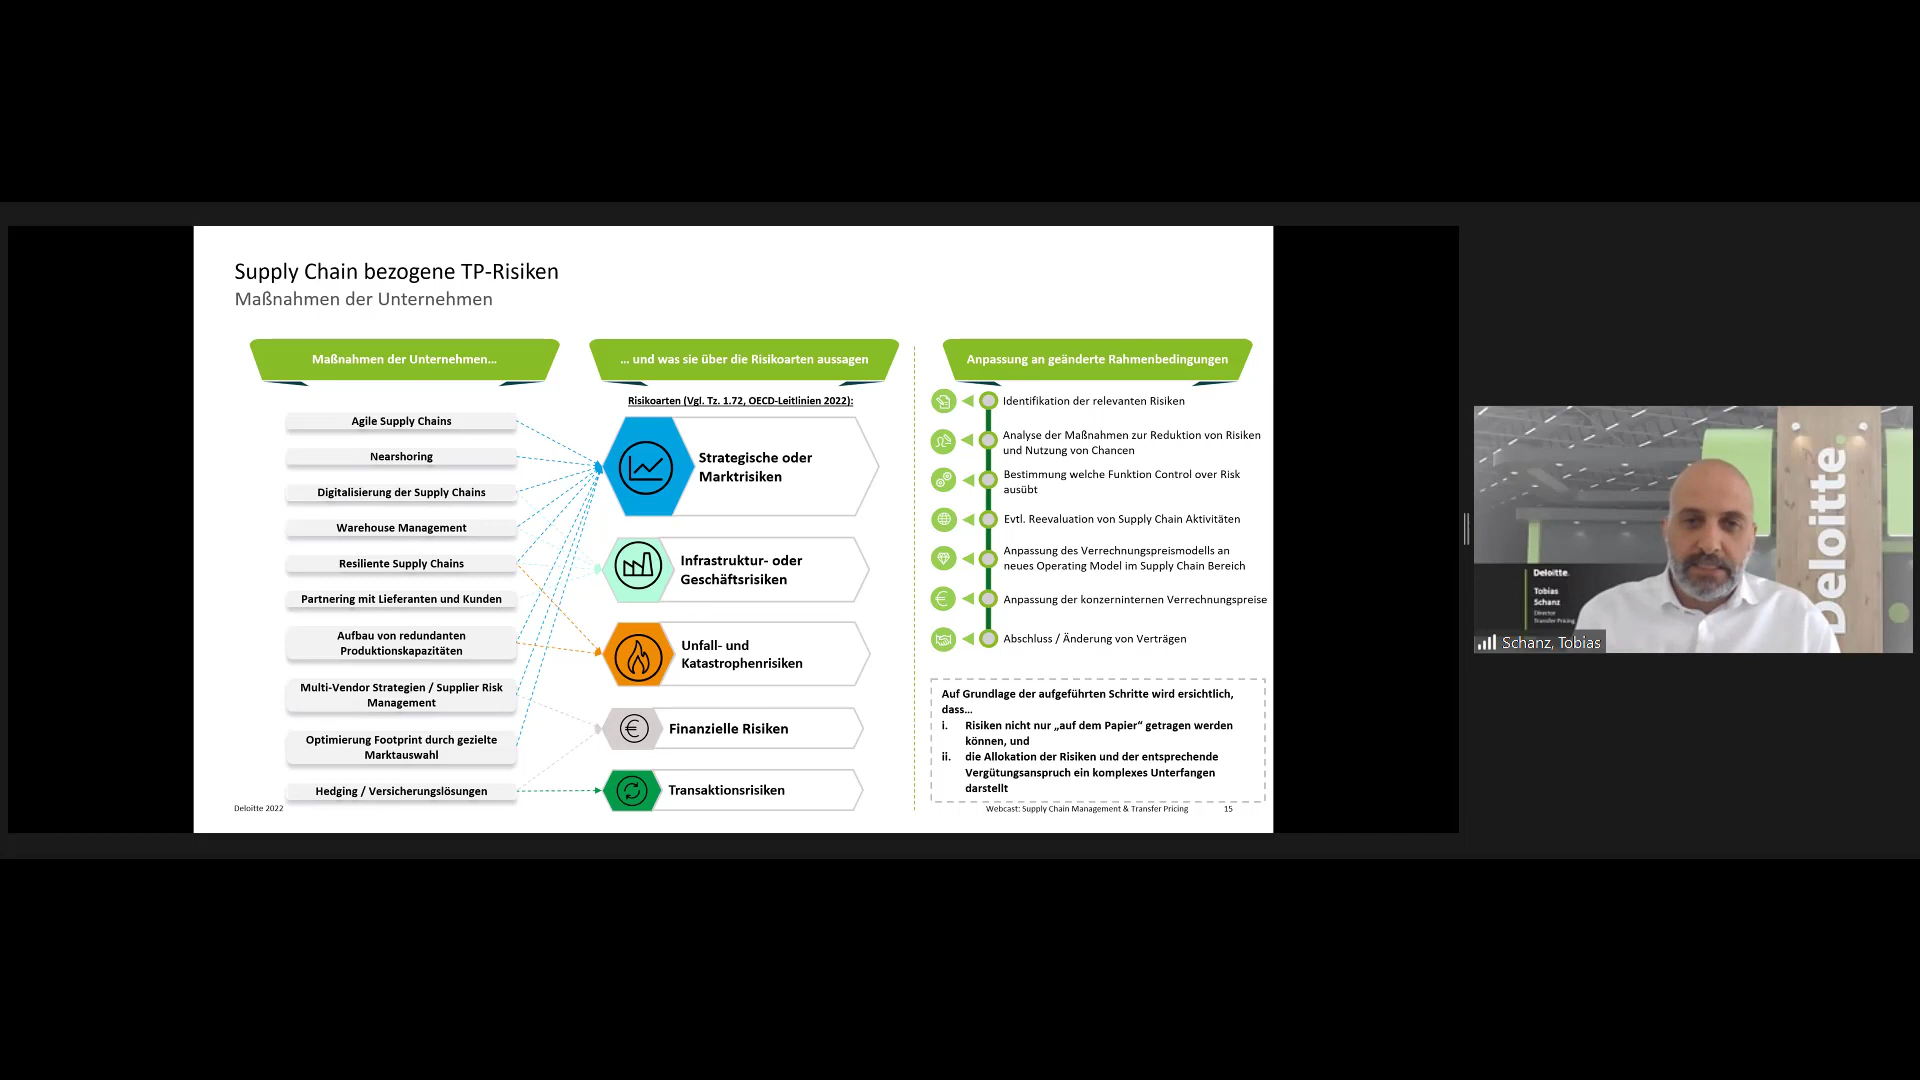 Supply Chain bezogene TP-Risiken
Maßnahmen der Unternehmen
Maßnahmen der Unternehmen...
Agile Supply Chains
Nearshoring
Digitalisierung der Supply Chains
Warehouse Management
Resiliente Supply Chains
Partnering mit Lieferanten und Kunden
Aufbau von redundanten
Produktionskapazitäten
Multi-Vendor Strategien / Supplier Risk
Management
Optimierung Footprint durch gezielte
Marktauswahl
Hedging / Versicherungslösungen
... und was sie über die Risikoarten aussagen
Risikoarten (Vgl. Tz. 1.72, OECD-Leitlinien 2022):
Strategische oder
Marktrisiken
Infrastruktur- oder
Geschäftsrisiken
Unfall- und
Katastrophenrisiken
Finanzielle Risiken
Transaktionsrisiken
Anpassung an geänderte Rahmenbedingungen
Identifikation der relevanten Risiken
Analyse der Maßnahmen zur Reduktion von Risiken
und Nutzung von Chancen
Bestimmung welche Funktion Control over Risk
ausübt
Evtl. Reevaluation von Supply Chain Aktivitäten
Anpassung des Verrechnungspreismodells an
neues Operating Model im Supply Chain Bereich
Anpassung der konzerninternen Verrechnungspreise
Abschluss / Änderung von Verträgen
Auf Grundlage der aufgeführten Schritte wird ersichtlich,
dass...
i. Risiken nicht nur „auf dem Papier“ getragen werden
können, und
ii. die Allokation der Risiken und der entsprechende
Vergütungsanspruch ein komplexes Unterfangen
darstellt
Deloitte 2022
Webcast: Supply Chain Management & Transfer Pricing 15
Deloitte.
Deloitte.
Tobias
Schanz
Director
Transfer Pricing
Schanz, Tobias